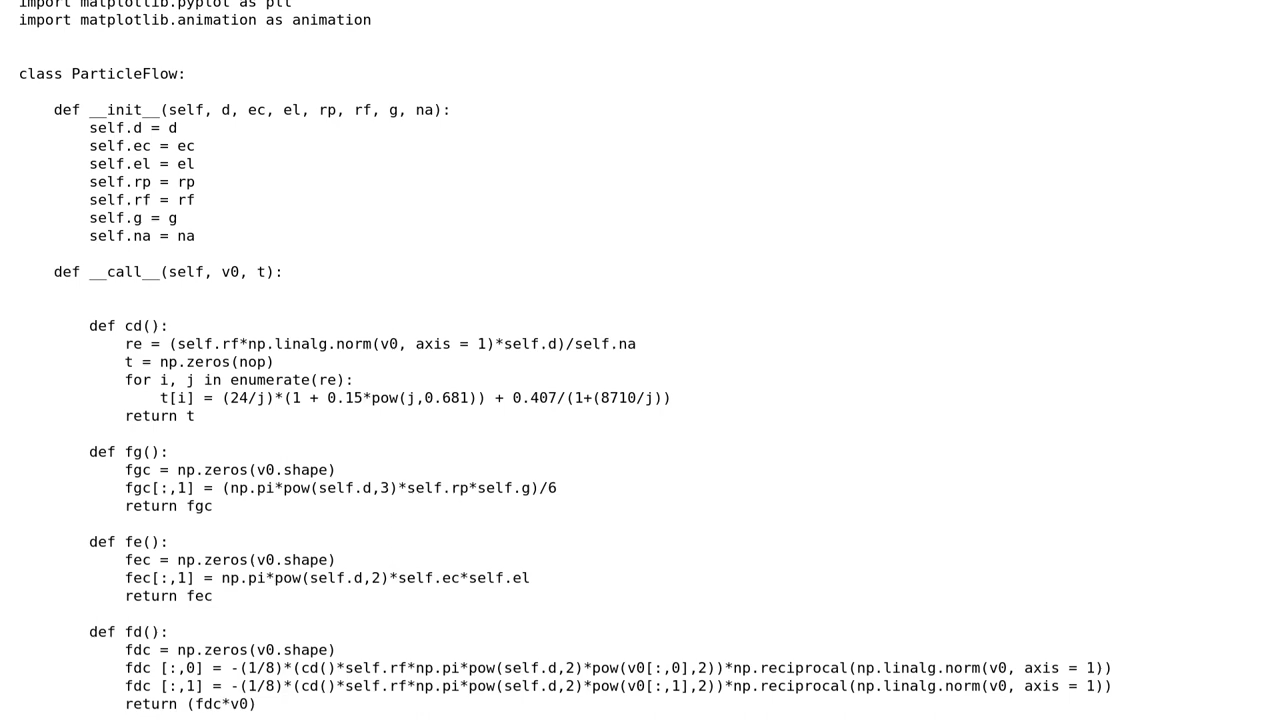 import matplotlib.pyplot as plt
import matplotlib.animation as animation
class ParticleFlow:
def __init__(self, d, ec, el, rp, rf, g, na):
self.d = d
self.ec = ec
self.el = el
self.rp = rp
self.rf = rf
self.g = g
self.na = na
def __call__(self, v0, t):
def cd():
re = (self.rf*np.linalg.norm(v0, axis = 1)*self.d)/self.na
t = np.zeros(nop)
for i, j in enumerate(re):
t[i] = (24/j)*(1 + 0.15*pow(j,0.681)) + 0.407/(1+(8710/j))
return t
def fg():
fgc = np.zeros(v0.shape)
fgc[:,1] = (np.pi*pow(self.d,3)*self.rp*self.g)/6
return fgc
def fe():
fec = np.zeros(v0.shape)
fec[:,1] = np.pi*pow(self.d,2)*self.ec*self.el
return fec
def fd():
fdc = np.zeros(v0.shape)
fdc [:,0] = -(1/8)*(cd()*self.rf*np.pi*pow(self.d,2)*pow(v0[:,0],2))*np.reciprocal(np.linalg.norm(v0, axis = 1))
fdc [:,1] = -(1/8)*(cd()*self.rf*np.pi*pow(self.d,2)*pow(v0[:,1],2))*np.reciprocal(np.linalg.norm(v0, axis = 1))
return (fdc*v0)